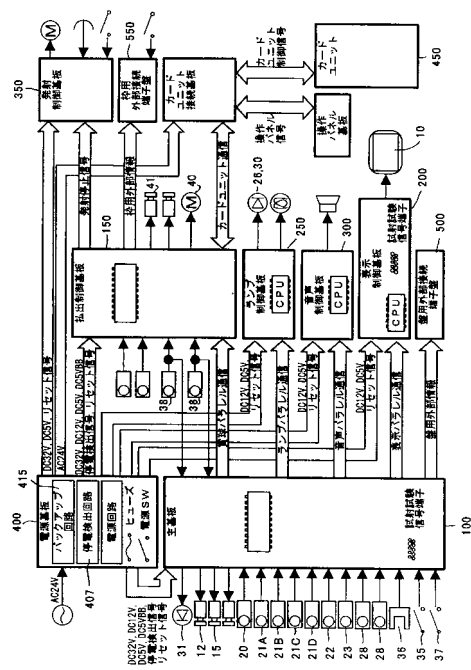 350
発射
制御基板
M
550
枠用
外部接続
端子盤
カード
ユニット
接続基板
カードユニット
制御信号
カードユニット
450
操作
パネル信号
操作
パネル基板
DC32V, DC5V, リセット信号
AC24V
発射停止信号
枠用外部情報
カードユニット通信
150
41
40
M
払出制御基板
DC32V, DC12V, DC5V, DC5VBB,
停電検出信号, リセット信号
38
38
賞球パラレル通信
26,30
250
ランプ
制御基板
CPU
DC12V, DC5V,
リセット信号
ランプパラレル通信
300
音声
制御基板
CPU
DC12V, DC5V,
リセット信号
音声パラレル通信
10
200
表示
制御基板
CPU
試射試験
信号端子
DC12V, DC5V,
リセット信号
表示パラレル通信
500
盤用外部接続
端子盤
盤用外部情報
400
415
電源基板
バックアップ
回路
停電検出回路
407
電源回路
ヒューズ
電源SW
AC24V
DC32V, DC12V,
DC5V, DC5VBB,
停電検出信号
リセット信号
100
主基板
試射試験
信号端子
31
12
15
20
21A
21B
21C
21D
22
23
28
28
36
35
37